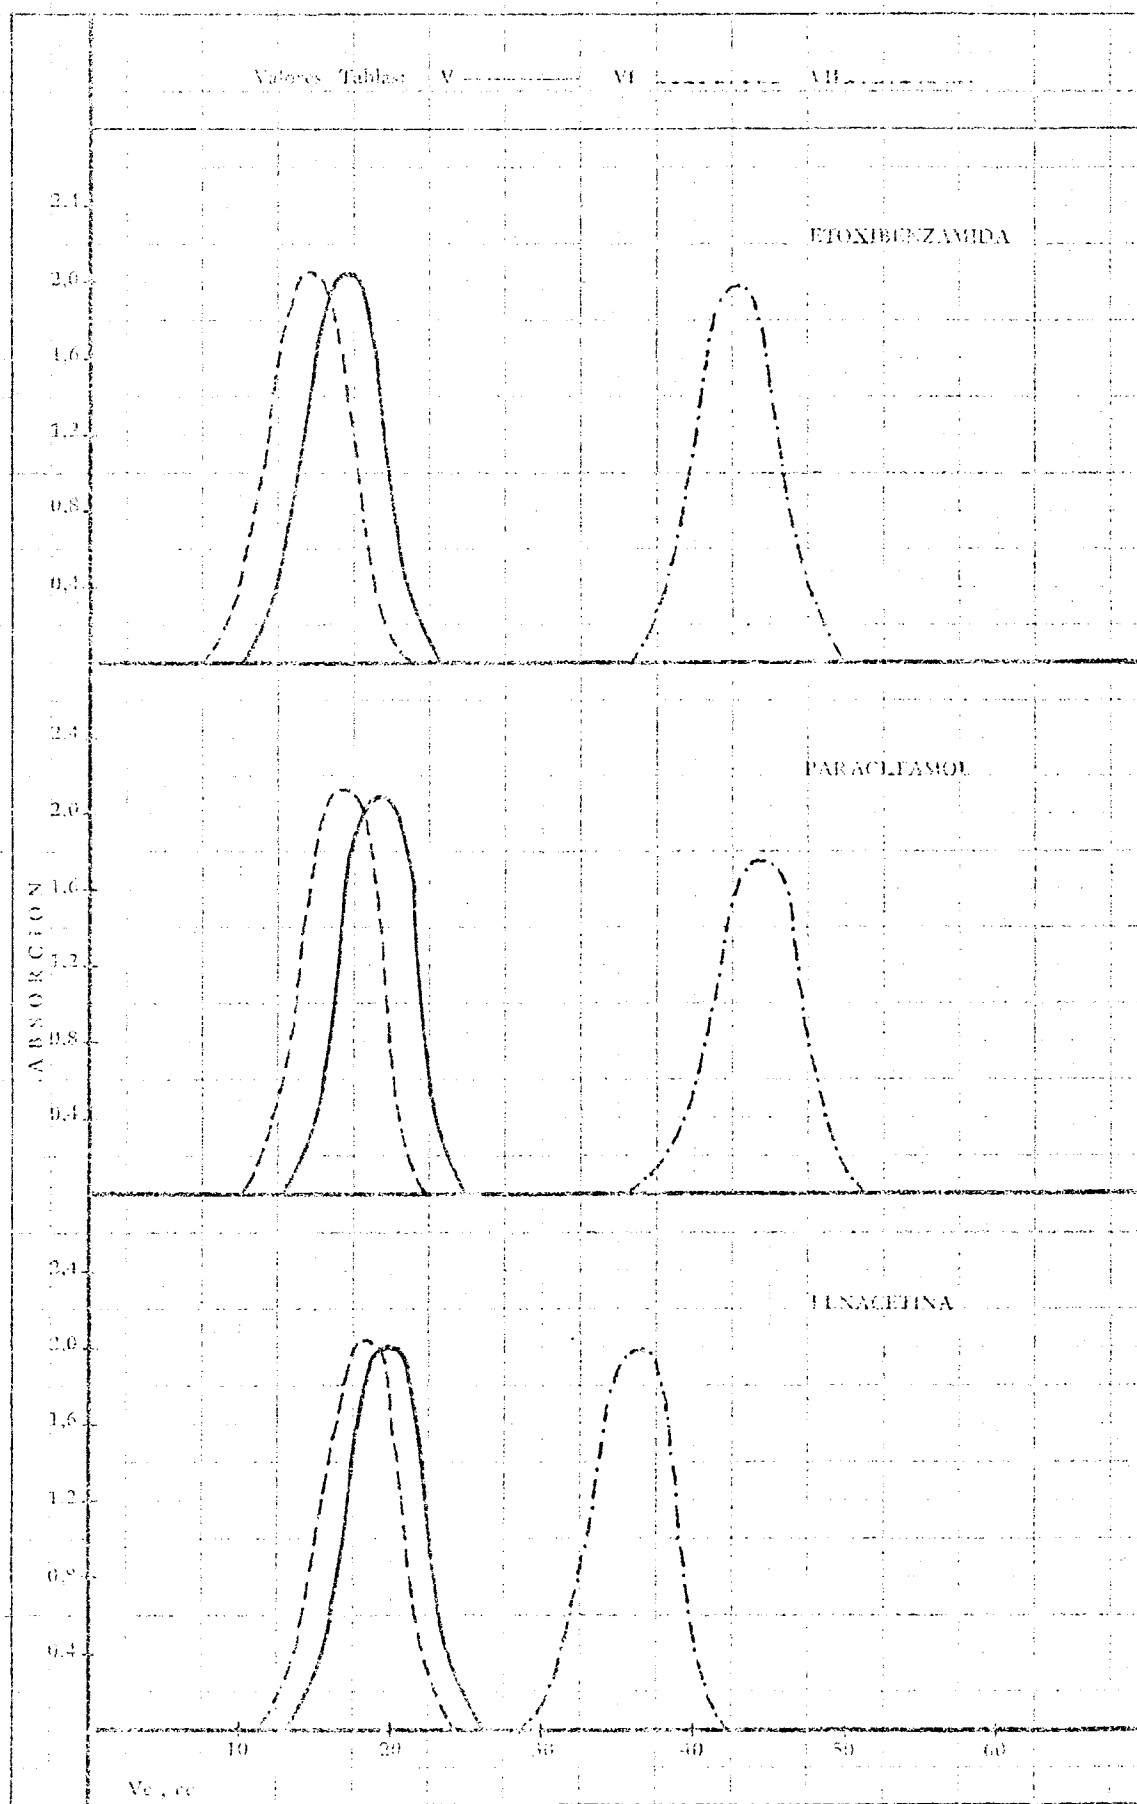 Valores Tablas: V VI VII
2.4
ETOXIBENZAMIDA
2.0
1.6
1.2
0.8
0.4
2.4
PARACETAMOL
2.0
1.6
1.2
0.8
0.4
ABSORCION
2.4
FENACETINA
2.0
1.6
1.2
0.8
0.4
10 20 30 40 50 60
Ve, cc